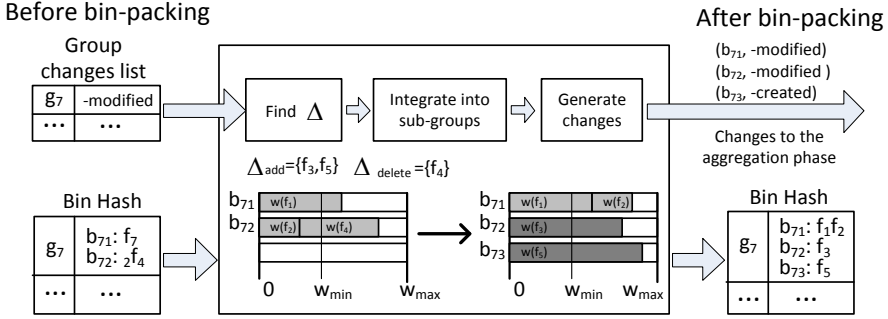 Before bin-packing
After bin-packing
Group
changes list
g7
-modified
...
...
Find Δ
Integrate into
sub-groups
Generate
changes
(b71, -modified)
(b72, -modified )
(b73, -created)
Changes to the
aggregation phase
Δadd={f3,f5} Δ delete={f4}
Bin Hash
g7
b71: f7
b72: 2f4
...
...
b71
w(f1)
b72
w(f2)
w(f4)
0
wmin
wmax
b71
w(f1)
w(f2)
b72
w(f3)
b73
w(f5)
0
wmin
wmax
Bin Hash
g7
b71: f1f2
b72: f3
b73: f5
...
...